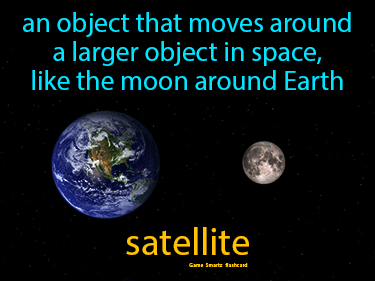 an object that moves around
a larger object in space,
like the moon around Earth
satellite
Game Smartz flashcard